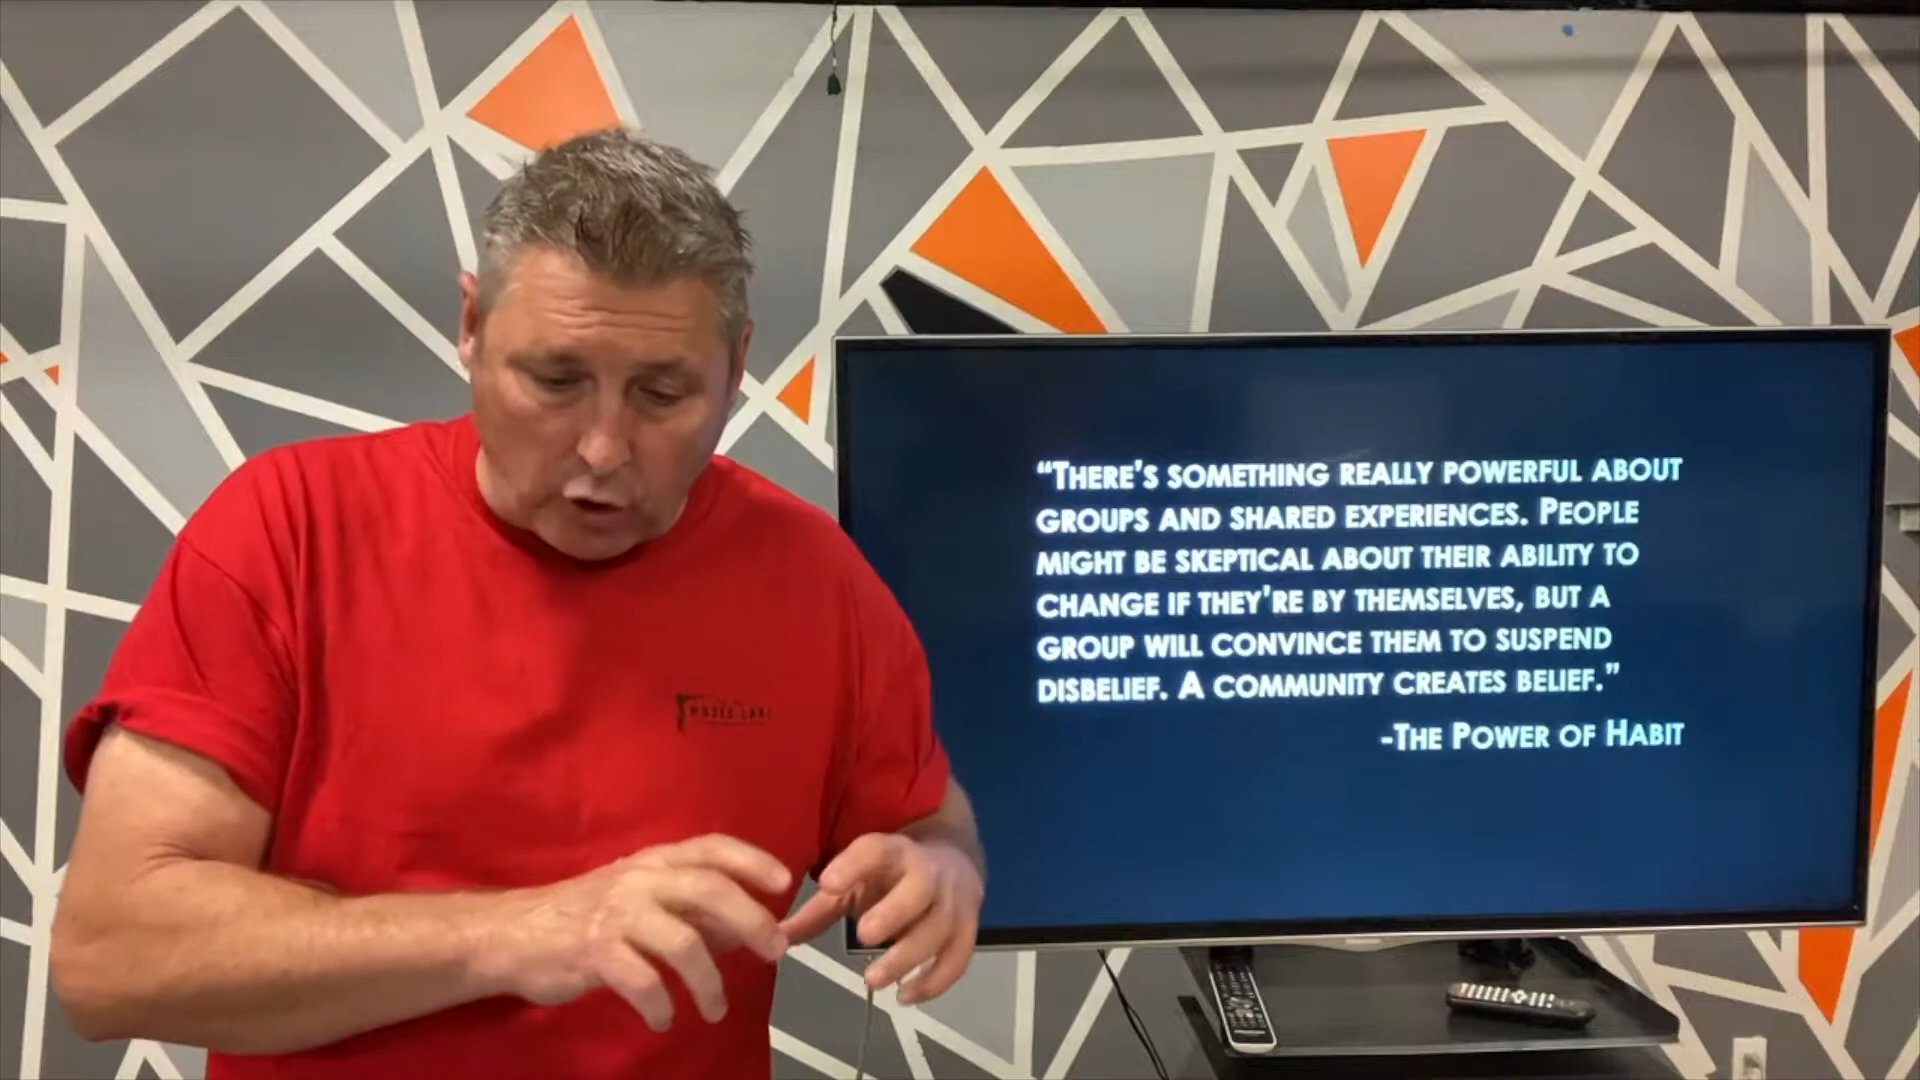 “There’s something really powerful about
groups and shared experiences. People
might be skeptical about their ability to
change if they’re by themselves, but a
group will convince them to suspend
disbelief. A community creates belief.”
-The Power of Habit
Moses Lake